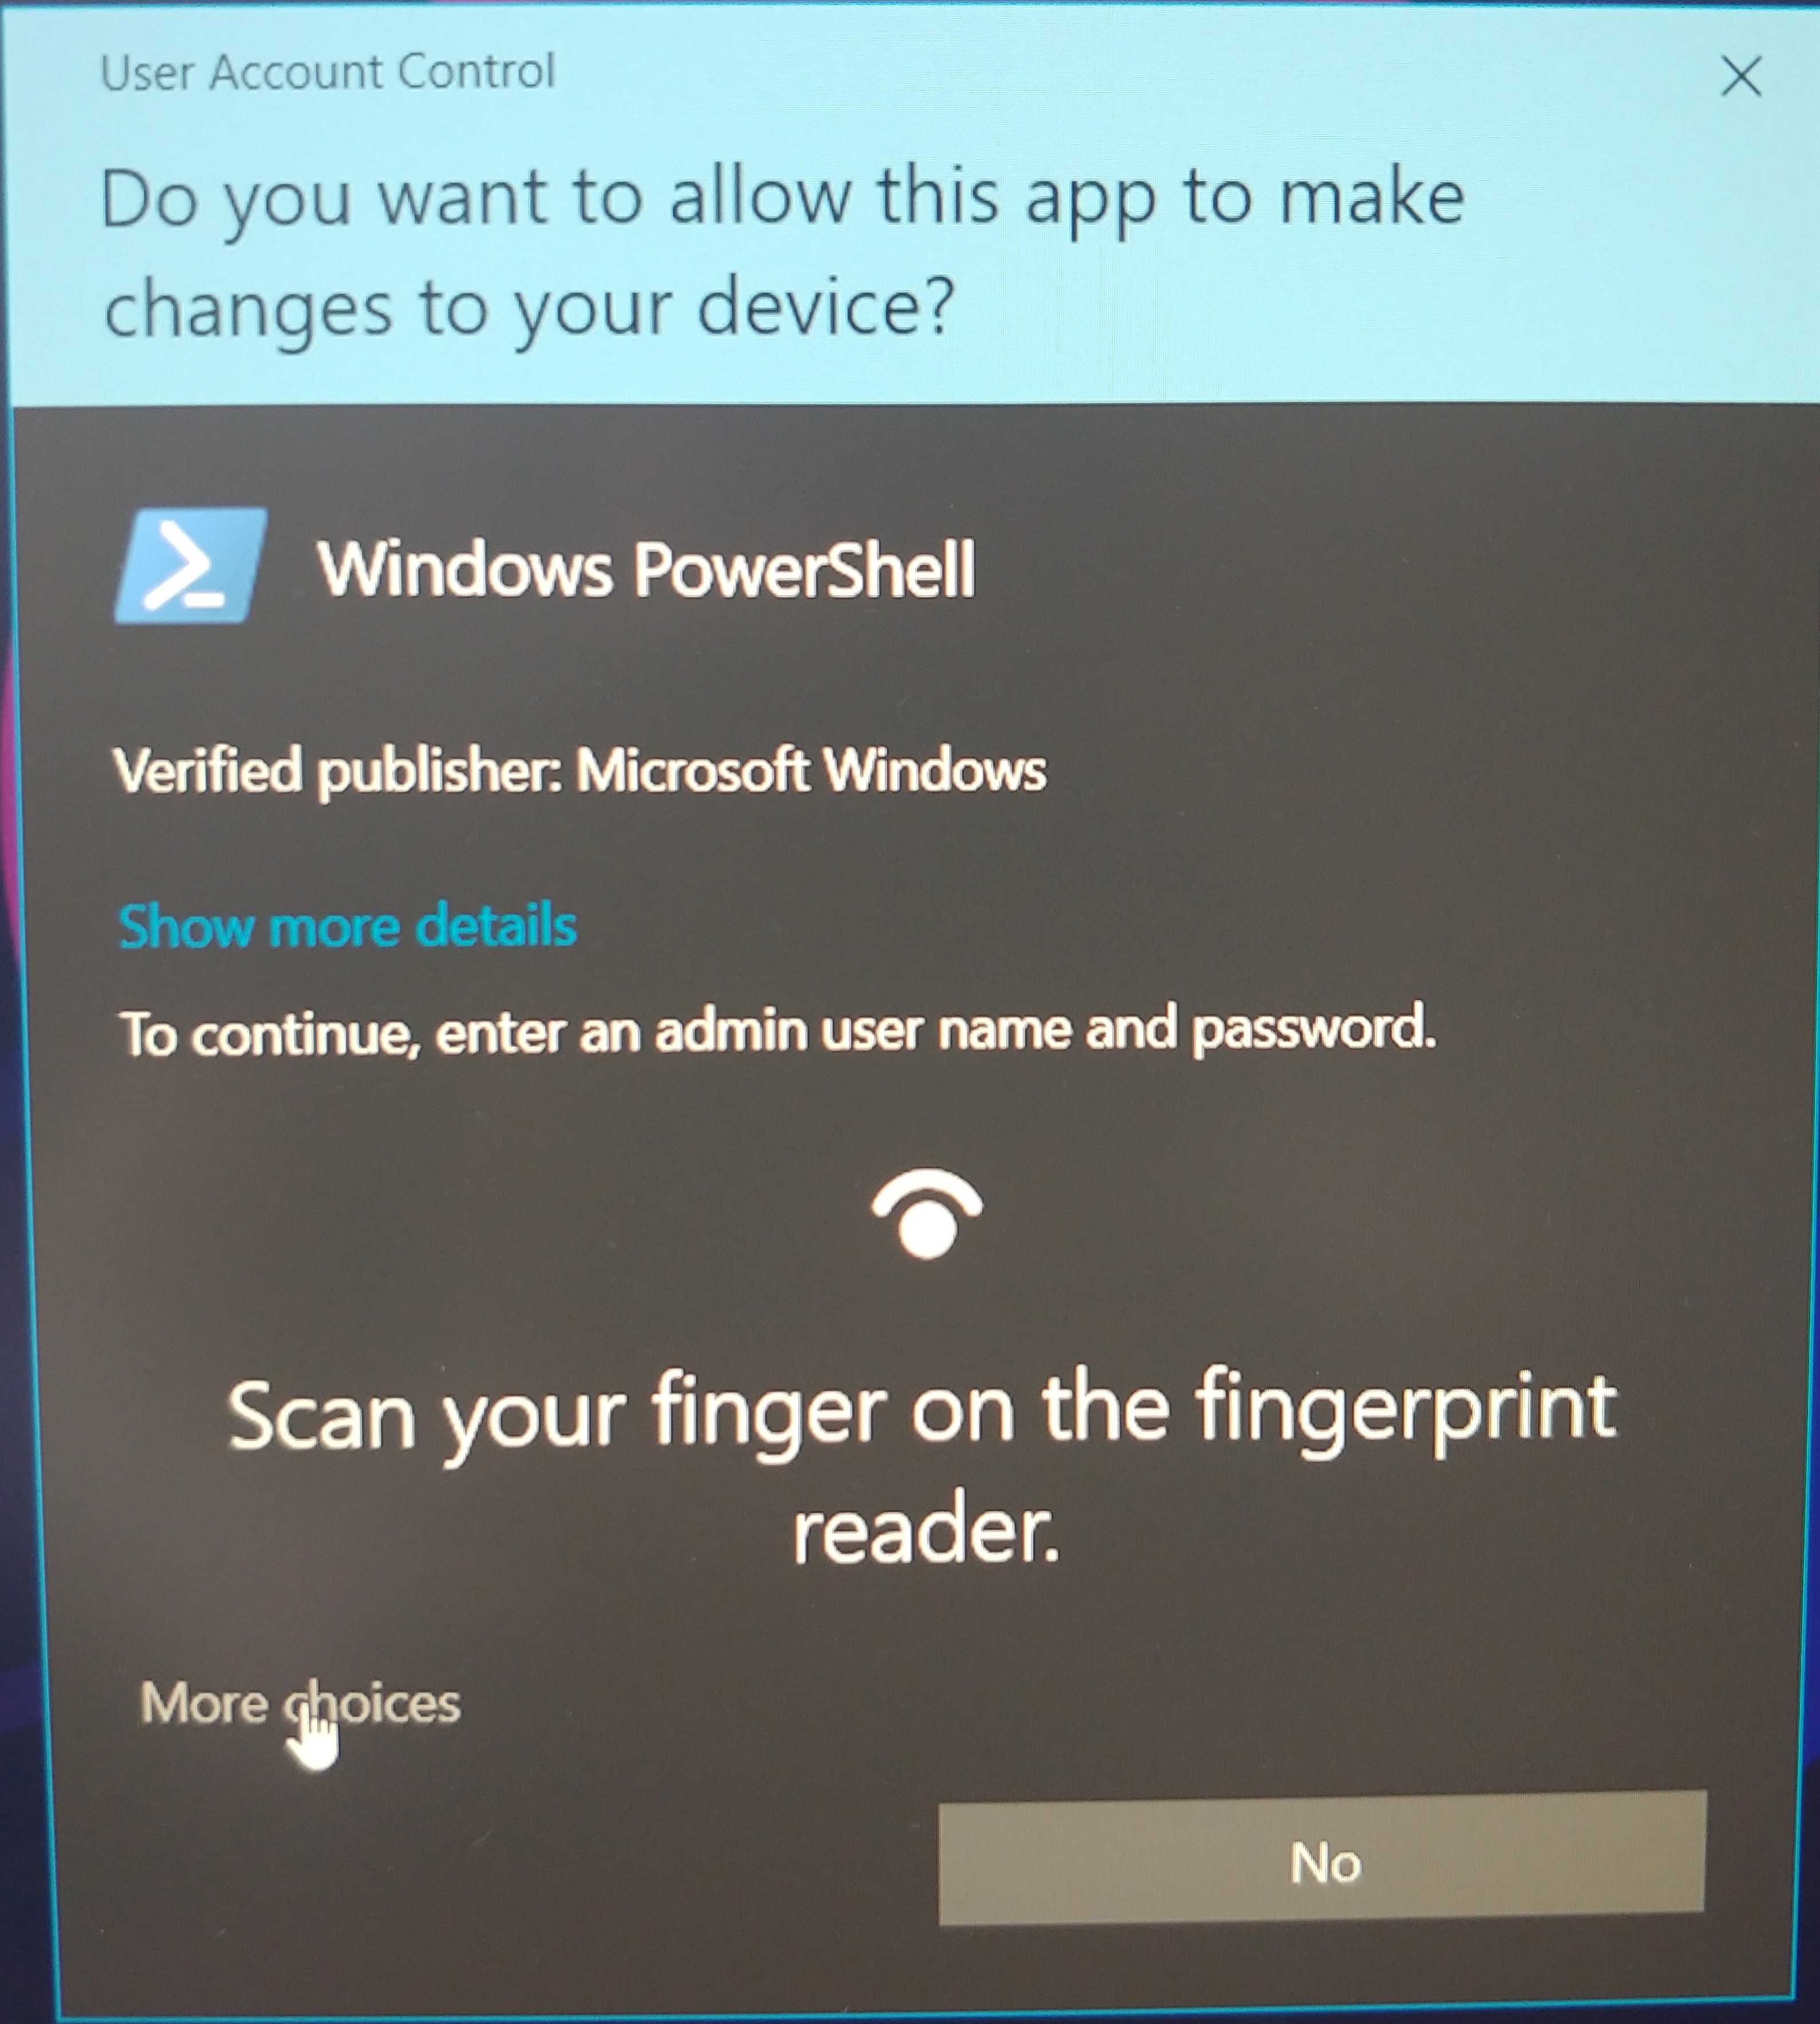 User Account Control
Do you want to allow this app to make
changes to your device?
Windows PowerShell
Verified publisher: Microsoft Windows
Show more details
To continue, enter an admin user name and password.
Scan your finger on the fingerprint
reader.
More choices
No